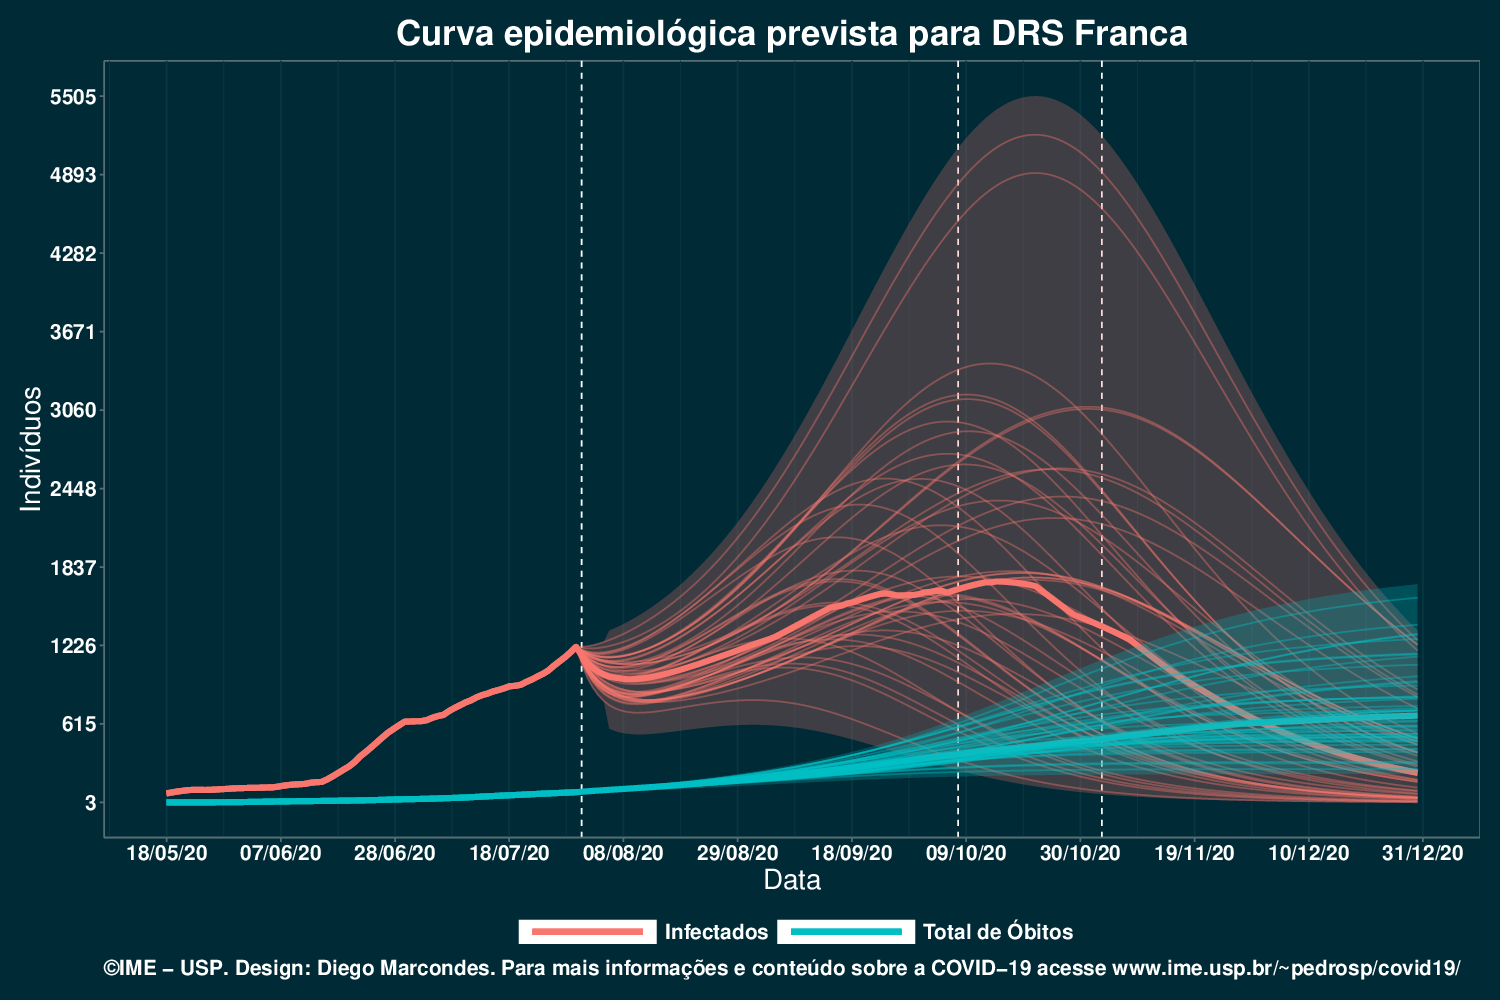 Curva epidemiológica prevista para DRS Franca
Indivíduos
5505
4893
4282
3671
3060
2448
1837
1226
615
3
18/05/20 07/06/20 28/06/20 18/07/20 08/08/20 29/08/20 18/09/20 09/10/20 30/10/20 19/11/20 10/12/20 31/12/20
Data
Infectados Total de Óbitos
©IME − USP. Design: Diego Marcondes. Para mais informações e conteúdo sobre a COVID−19 acesse www.ime.usp.br/~pedrosp/covid19/